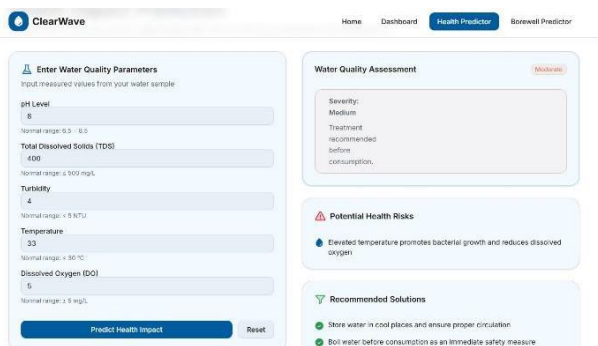 ClearWave
Home Dashboard Health Predictor Borewell Predictor
Enter Water Quality Parameters
Input measured values from your water sample
pH Level
8
Normal range: 6.5 - 8.5
Total Dissolved Solids (TDS)
400
Normal range: ≤ 500 mg/L
Turbidity
4
Normal range: < 5 NTU
Temperature
33
Normal range: < 30 °C
Dissolved Oxygen (DO)
5
Normal range: ≥ 5 mg/L
Predict Health Impact Reset
Water Quality Assessment Moderate
Severity:
Medium
Treatment
recommended
before
consumption.
Potential Health Risks
Elevated temperature promotes bacterial growth and reduces dissolved
oxygen
Recommended Solutions
Store water in cool places and ensure proper circulation
Boil water before consumption as an immediate safety measure